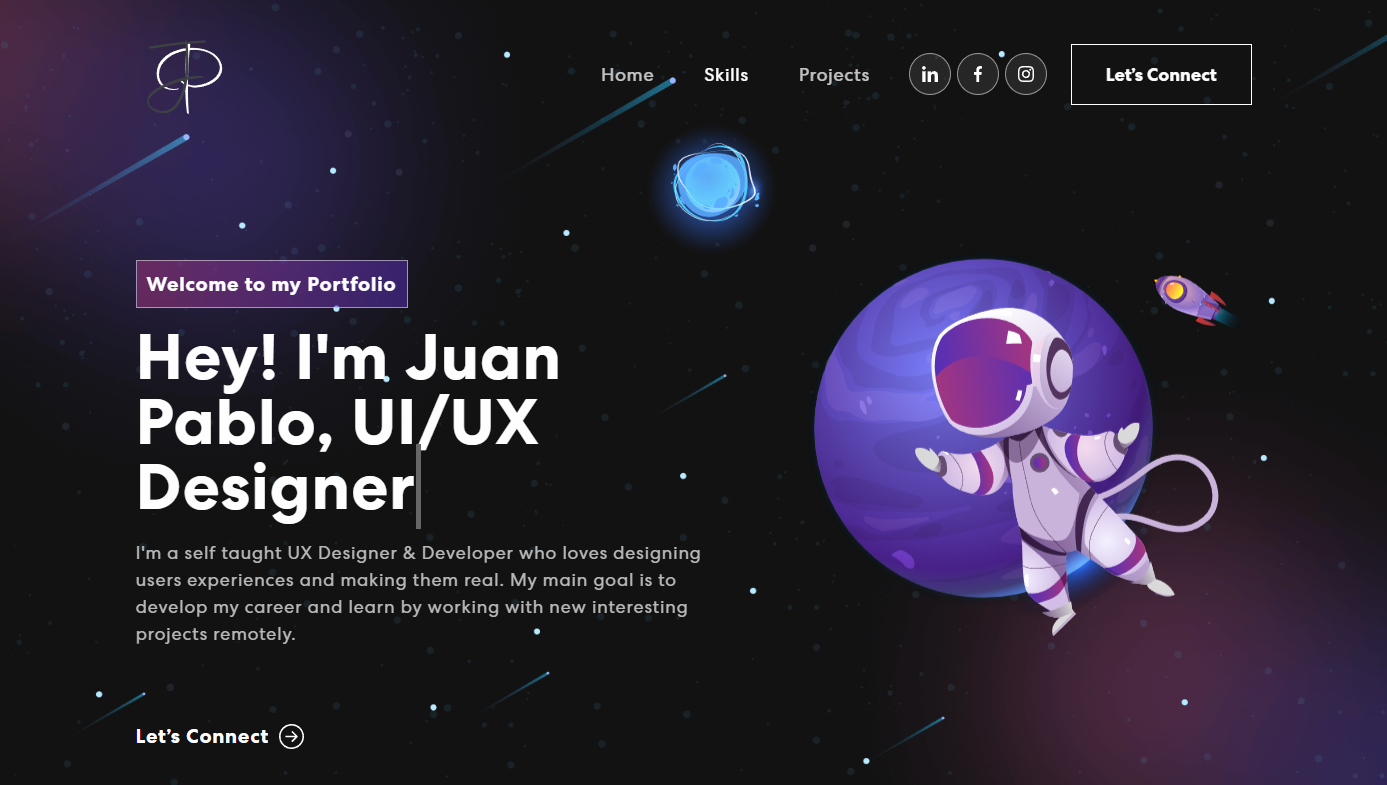 JP
Home Skills Projects in f Let's Connect
Welcome to my Portfolio
Hey! I'm Juan
Pablo, UI/UX
Designer
I'm a self taught UX Designer & Developer who loves designing
users experiences and making them real. My main goal is to
develop my career and learn by working with new interesting
projects remotely.
Let's Connect